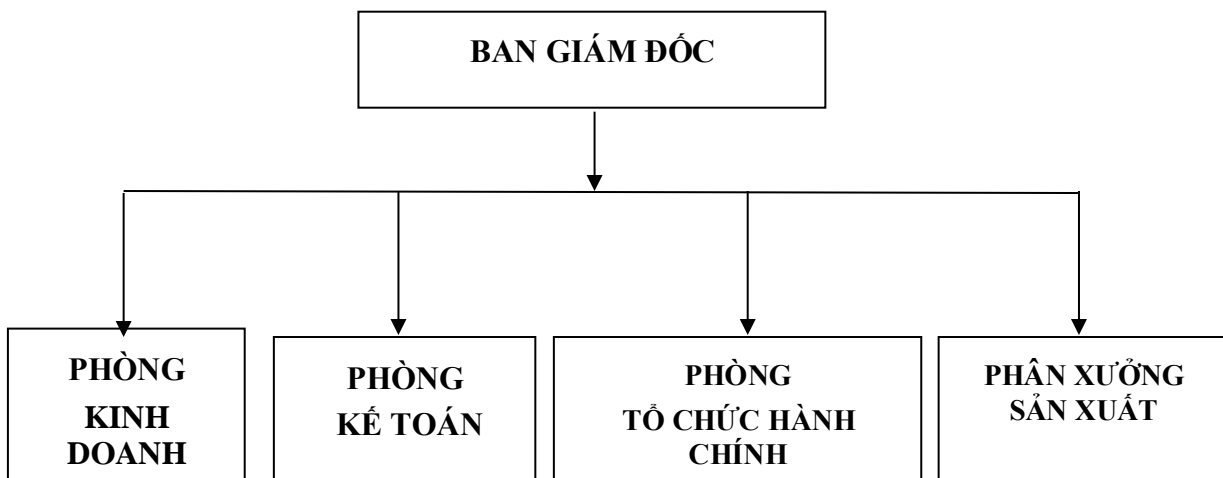 BAN GIÁM ĐỐC
PHÒNG
KINH
DOANH
PHÒNG
KẾ TOÁN
PHÒNG
TỔ CHỨC HÀNH
CHÍNH
PHÂN XƯỞNG
SẢN XUẤT